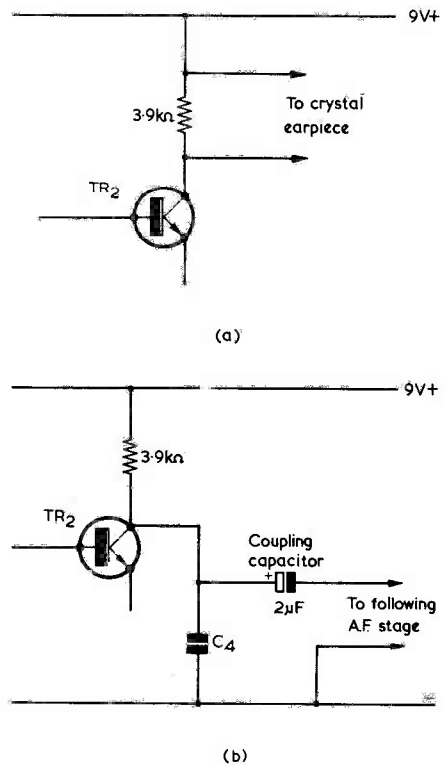 9V+
To crystal
3·9kΩ
earpiece
TR2
(a)
9V+
3·9kΩ
TR2
Coupling
capacitor
+
2µF
To following
A.F. stage
C4
(b)